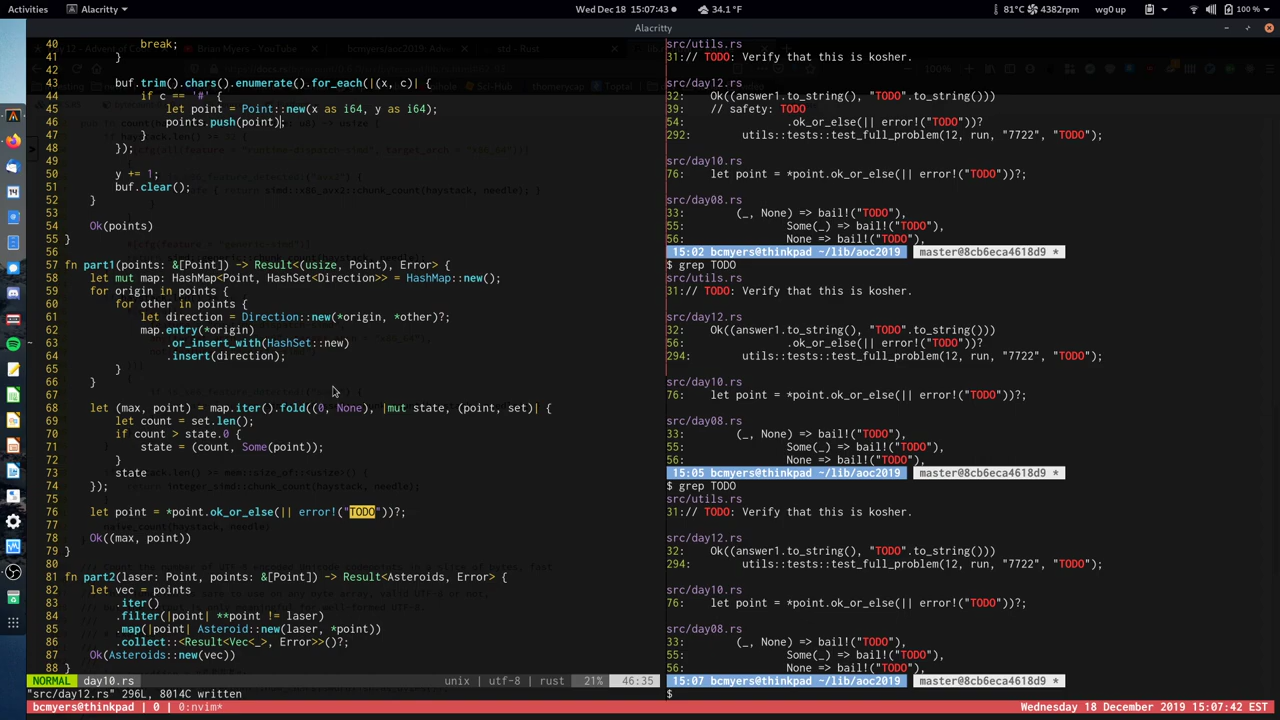 Activities Alacritty Wed Dec 18 15:07:43 34.1 °F 81°C 4382rpm wg0 up 100 %
Alacritty
40 break;
41 }
42
43 buf.trim().chars().enumerate().for_each(|(x, c)| {
44 if c == '#' {
45 let point = Point::new(x as i64, y as i64);
46 points.push(point);
47 }
48 });
49
50 y += 1;
51 buf.clear();
52 }
53
54 Ok(points)
55 }
56
57 fn part1(points: &[Point]) -> Result<(usize, Point), Error> {
58 let mut map: HashMap<Point, HashSet<Direction>> = HashMap::new();
59 for origin in points {
60 for other in points {
61 let direction = Direction::new(*origin, *other)?;
62 map.entry(*origin)
63 .or_insert_with(HashSet::new)
64 .insert(direction);
65 }
66 }
67
68 let (max, point) = map.iter().fold((0, None), |mut state, (point, set)| {
69 let count = set.len();
70 if count > state.0 {
71 state = (count, Some(point));
72 }
73 state
74 });
75
76 let point = *point.ok_or_else(|| error!("TODO"))?;
77
78 Ok((max, point))
79 }
80
81 fn part2(laser: Point, points: &[Point]) -> Result<Asteroids, Error> {
82 let vec = points
83 .iter()
84 .filter(|point| **point != laser)
85 .map(|point| Asteroid::new(laser, *point))
86 .collect::<Result<Vec<_>, Error>>()?;
87 Ok(Asteroids::new(vec))
88 }
NORMAL day10.rs unix | utf-8 | rust 21% 46:35
"src/day12.rs" 296L, 8014C written
src/utils.rs
31:// TODO: Verify that this is kosher.
src/day12.rs
32: Ok((answer1.to_string(), "TODO".to_string()))
39: // safety: TODO
54: .ok_or_else(|| error!("TODO"))?
292: utils::tests::test_full_problem(12, run, "7722", "TODO");
src/day10.rs
76: let point = *point.ok_or_else(|| error!("TODO"))?;
src/day08.rs
33: (_, None) => bail!("TODO"),
55: Some(_) => bail!("TODO"),
56: None => bail!("TODO"),
15:02 bcmyers@thinkpad ~/lib/aoc2019 master@8cb6eca4618d9 *
$ grep TODO
src/utils.rs
31:// TODO: Verify that this is kosher.
src/day12.rs
32: Ok((answer1.to_string(), "TODO".to_string()))
56: .ok_or_else(|| error!("TODO"))?
294: utils::tests::test_full_problem(12, run, "7722", "TODO");
src/day10.rs
76: let point = *point.ok_or_else(|| error!("TODO"))?;
src/day08.rs
33: (_, None) => bail!("TODO"),
55: Some(_) => bail!("TODO"),
56: None => bail!("TODO"),
15:05 bcmyers@thinkpad ~/lib/aoc2019 master@8cb6eca4618d9 *
$ grep TODO
src/utils.rs
31:// TODO: Verify that this is kosher.
src/day12.rs
32: Ok((answer1.to_string(), "TODO".to_string()))
294: utils::tests::test_full_problem(12, run, "7722", "TODO");
src/day10.rs
76: let point = *point.ok_or_else(|| error!("TODO"))?;
src/day08.rs
33: (_, None) => bail!("TODO"),
55: Some(_) => bail!("TODO"),
56: None => bail!("TODO"),
15:07 bcmyers@thinkpad ~/lib/aoc2019 master@8cb6eca4618d9 *
$
bcmyers@thinkpad | 0 | 0:nvim* Wednesday 18 December 2019 15:07:42 EST